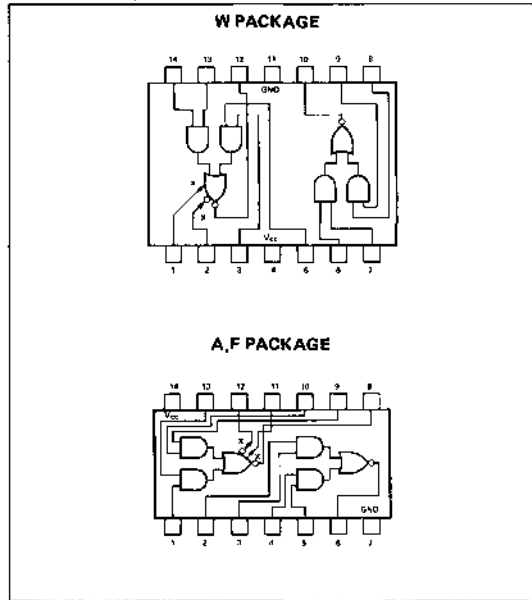 W PACKAGE
14 13 12 11 10 9 8
GND
X
X
Vcc
1 2 3 4 5 6 7
A,F PACKAGE
14 13 12 11 10 9 8
Vcc
X
X
GND
1 2 3 4 5 6 7